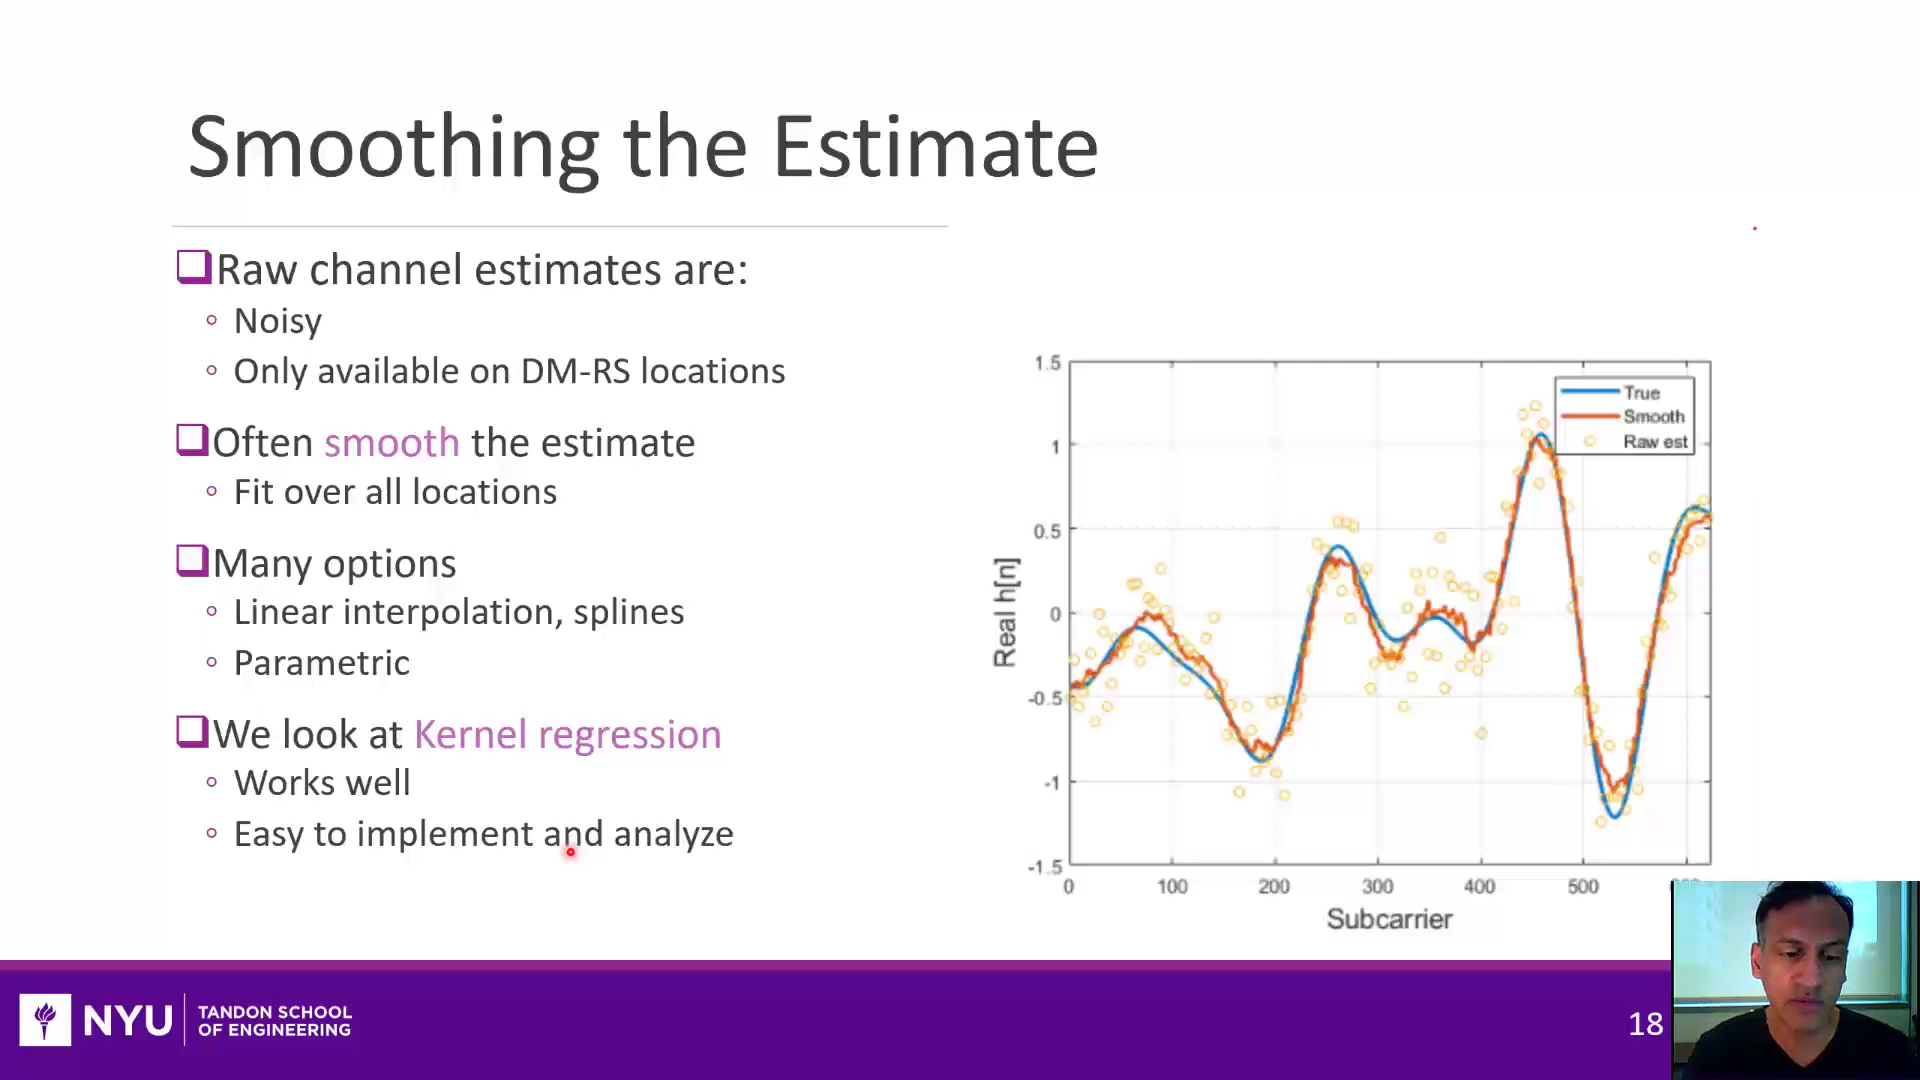 Smoothing the Estimate
Raw channel estimates are:
Noisy
Only available on DM-RS locations
Often smooth the estimate
Fit over all locations
Many options
Linear interpolation, splines
Parametric
We look at Kernel regression
Works well
Easy to implement and analyze
1.5
1
0.5
0
-0.5
-1
-1.5
Real h[n]
True
Smooth
Raw est
0 100 200 300 400 500
Subcarrier
NYU
TANDON SCHOOL
OF ENGINEERING
18